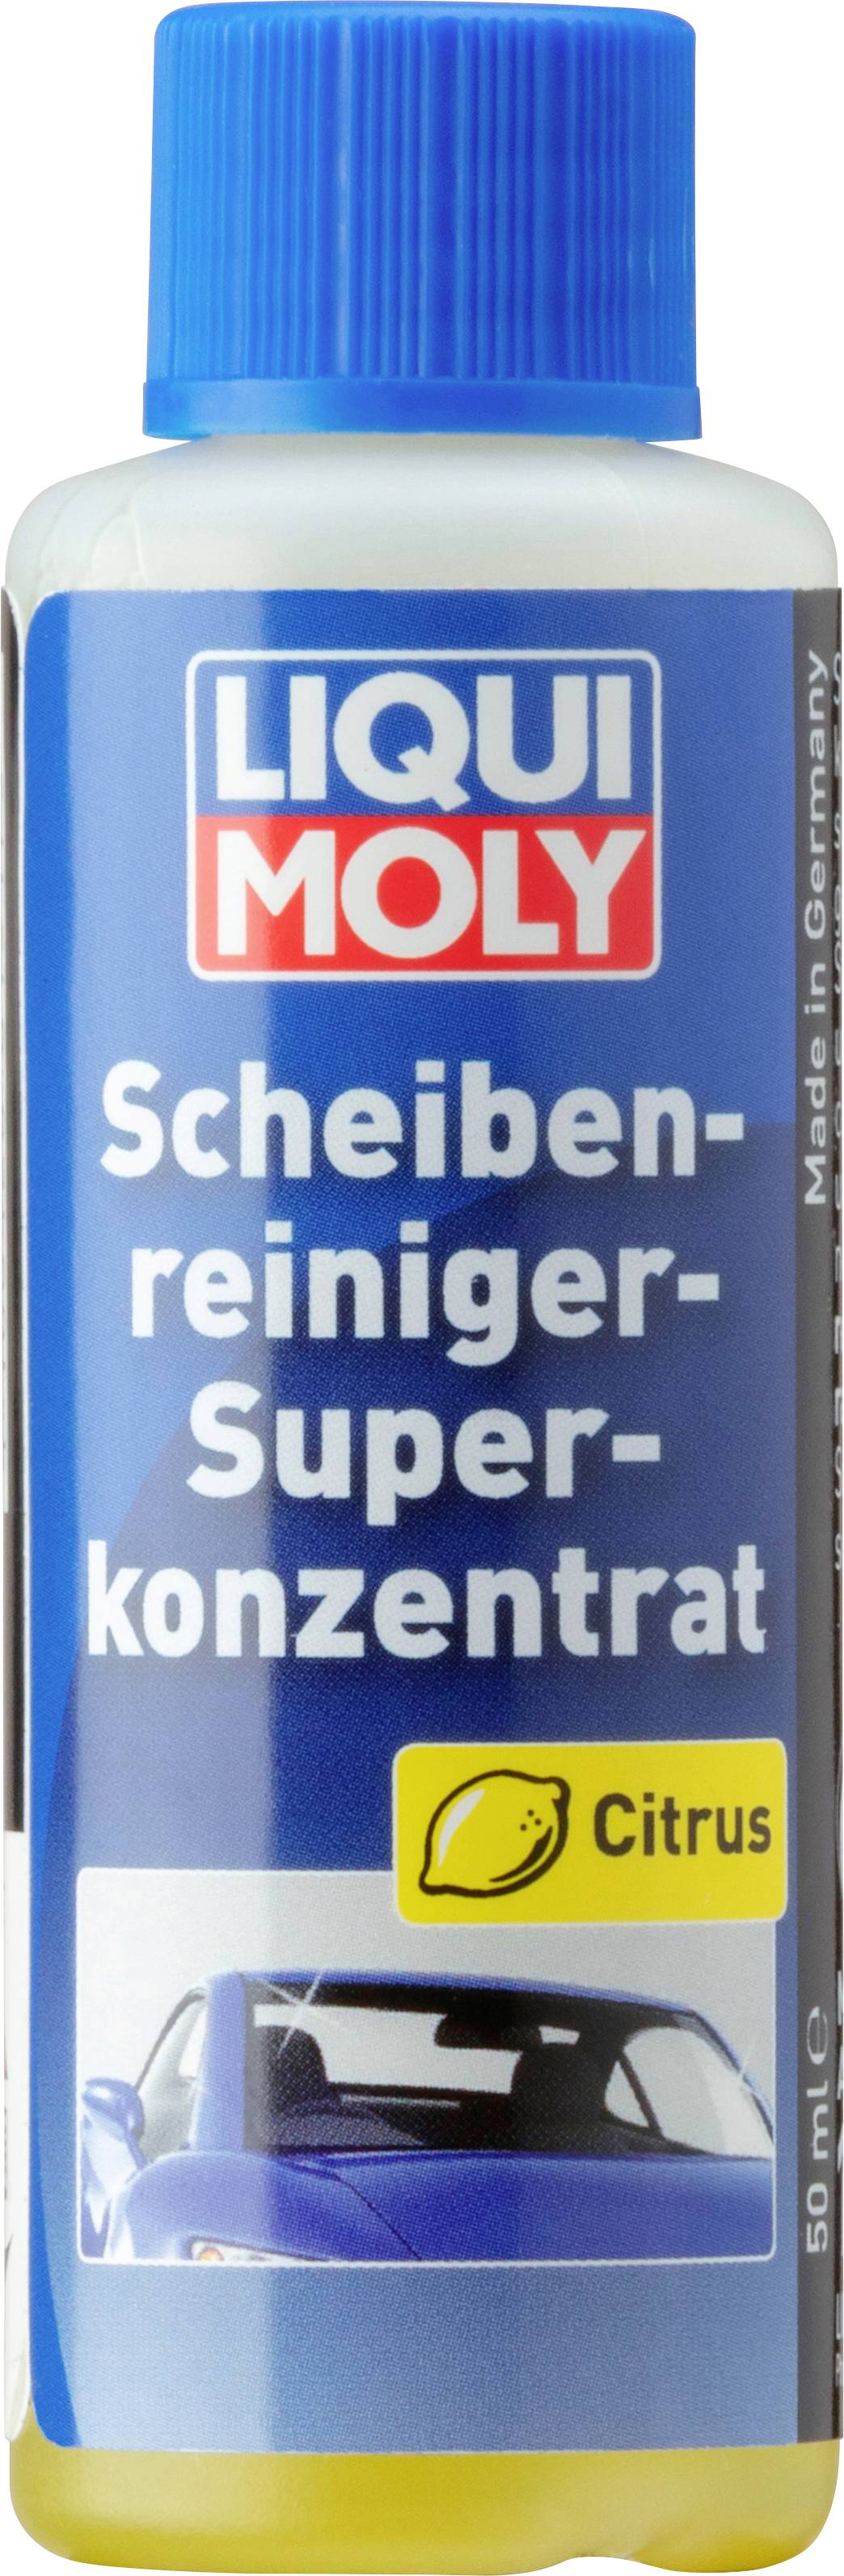 LIQUI
MOLY
Scheiben-
reiniger-
Super-
konzentrat
Citrus
Made in Germany
50 ml ℮